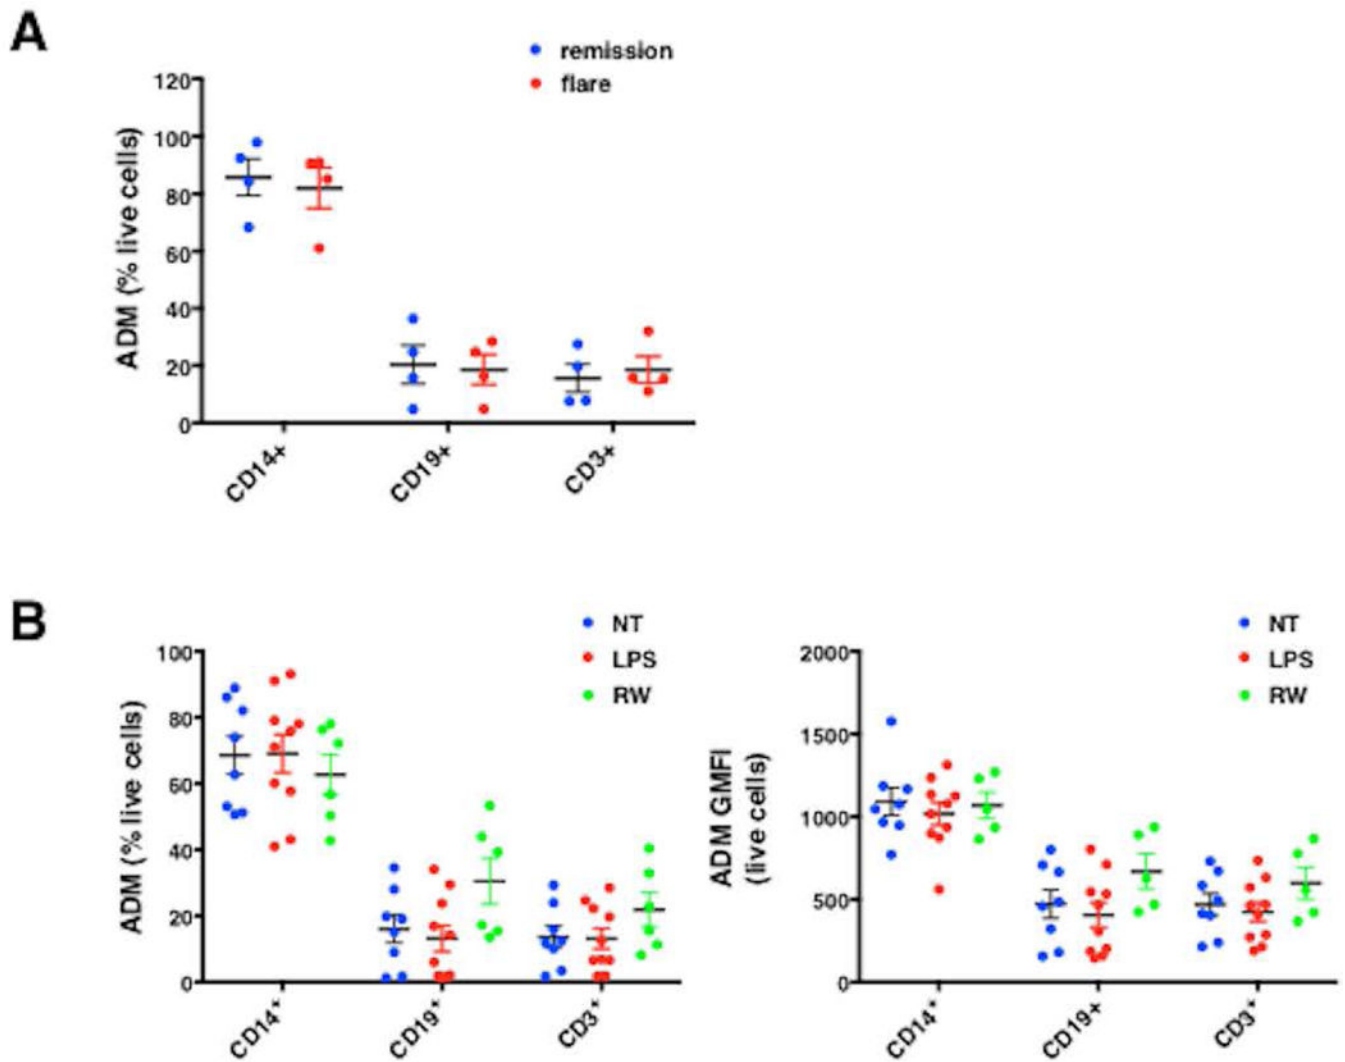 A
remission
flare
ADM (% live cells)
120
100
80
60
40
20
0
CD14+
CD19+
CD3+
B
NT
LPS
RW
ADM (% live cells)
100
80
60
40
20
0
CD14+
CD19+
CD3+
NT
LPS
RW
ADM GMFI
(live cells)
2000
1500
1000
500
0
CD14+
CD19+
CD3+